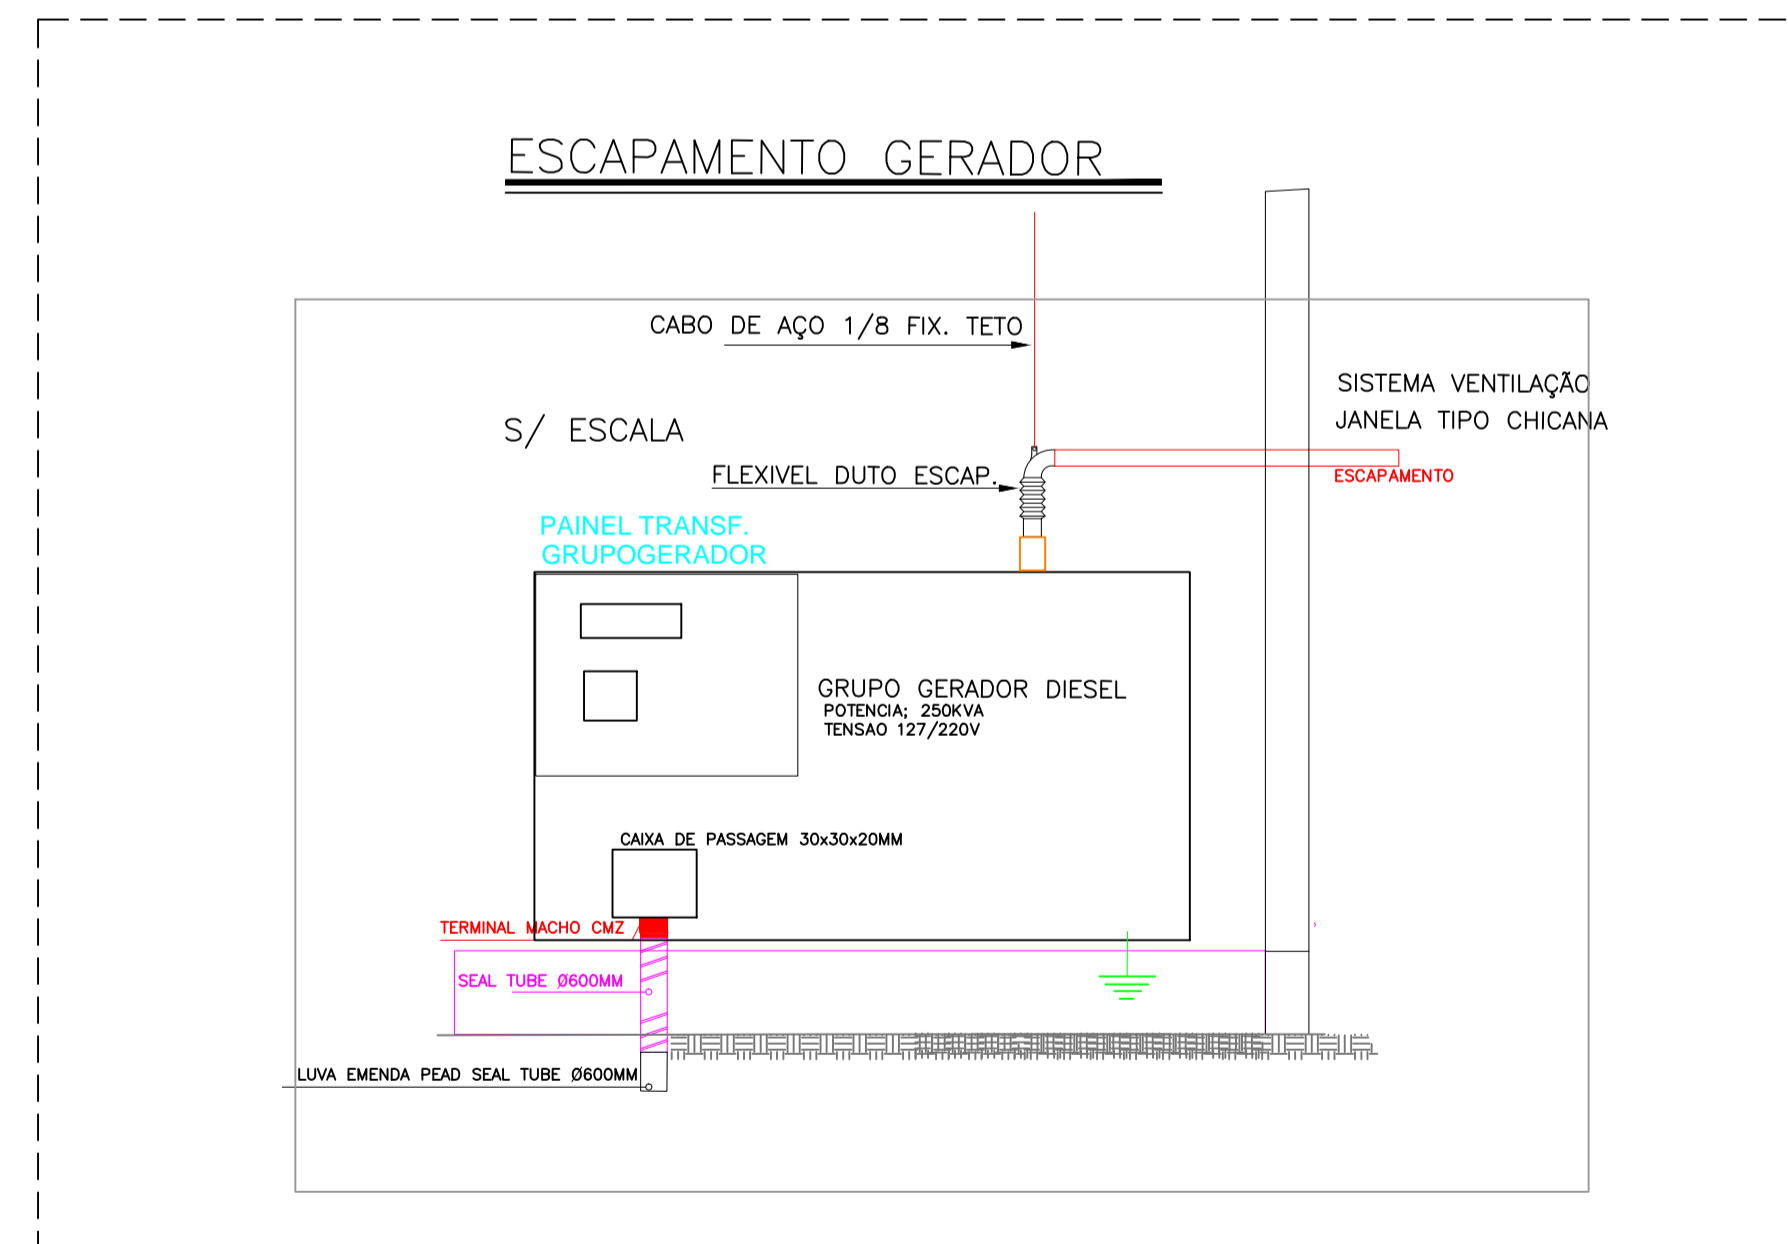 ESCAPAMENTO GERADOR
CABO DE AÇO 1/8 FIX. TETO
SISTEMA VENTILAÇÃO
JANELA TIPO CHICANA
S/ ESCALA
FLEXIVEL DUTO ESCAP.
ESCAPAMENTO
PAINEL TRANSF.
GRUPOGERADOR
GRUPO GERADOR DIESEL
POTENCIA; 250KVA
TENSAO 127/220V
CAIXA DE PASSAGEM 30x30x20MM
TERMINAL MACHO CMZ
SEAL TUBE Ø600MM
LUVA EMENDA PEAD SEAL TUBE Ø600MM